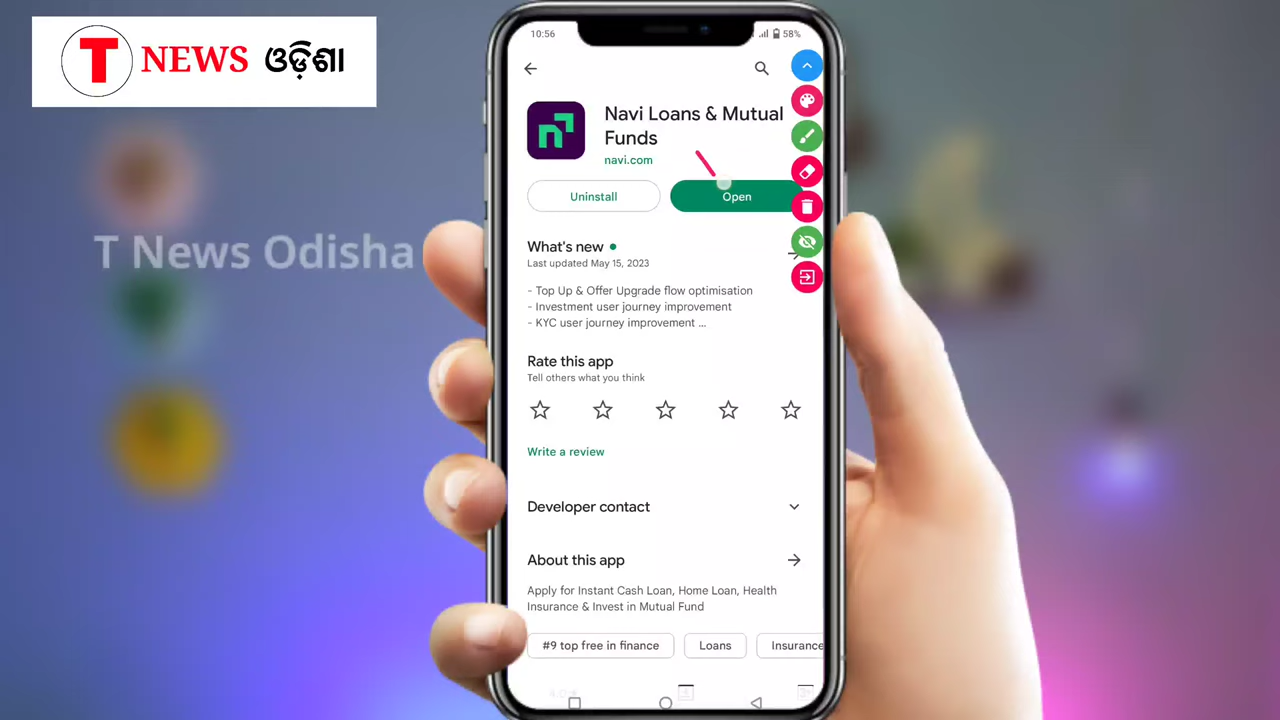 T NEWS ଓଡ଼ିଶା
T News Odisha
10:56
58%
Navi Loans & Mutual
Funds
navi.com
Uninstall
Open
What's new
Last updated May 15, 2023
- Top Up & Offer Upgrade flow optimisation
- Investment user journey improvement
- KYC user journey improvement ...
Rate this app
Tell others what you think
Write a review
Developer contact
About this app
Apply for Instant Cash Loan, Home Loan, Health
Insurance & Invest in Mutual Fund
#9 top free in finance
Loans
Insurance